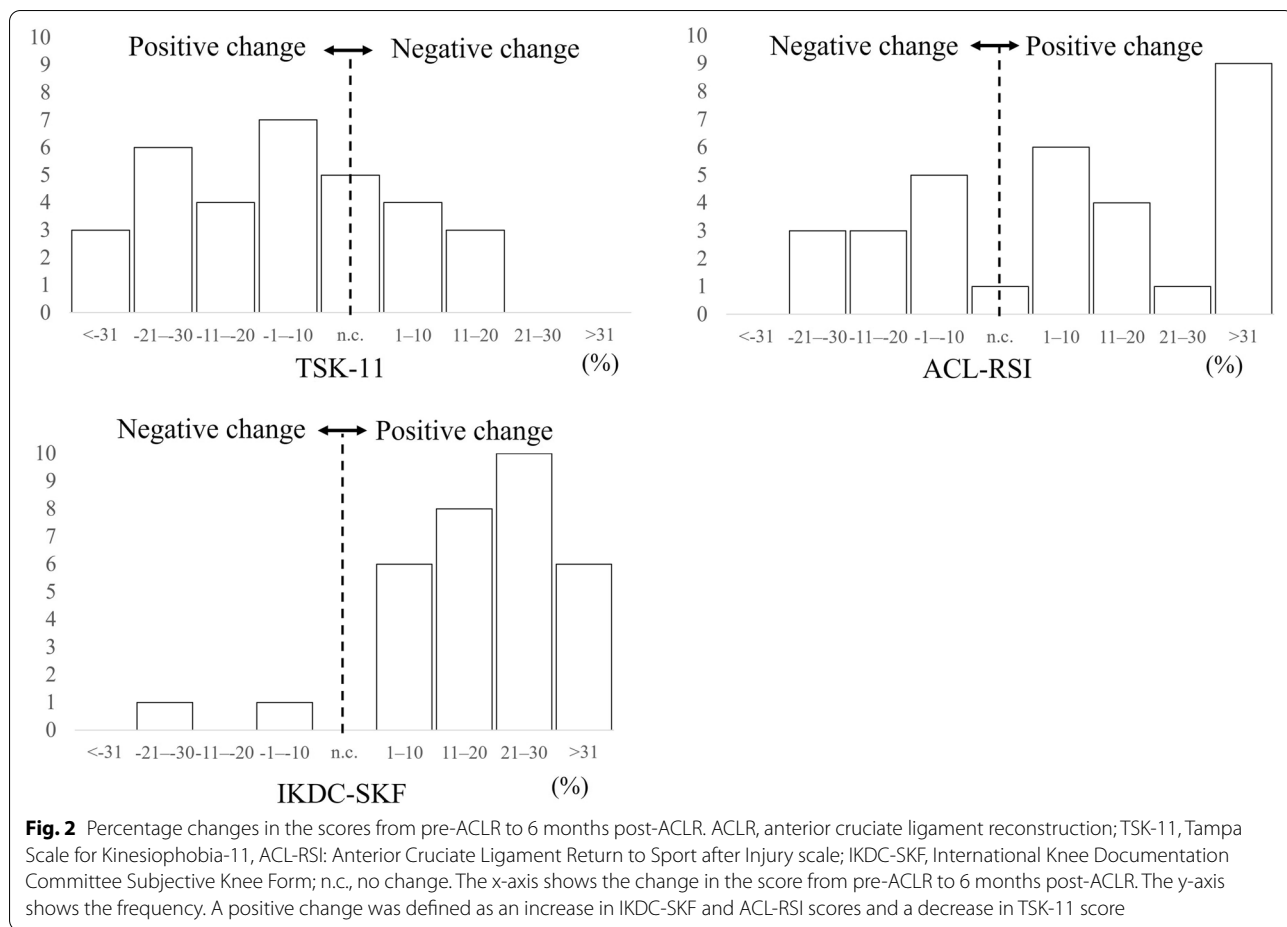 Positive change Negative change
10
9
8
7
6
5
4
3
2
1
0
<-31 -21–-30 -11–-20 -1–-10 n.c. 1–10 11–20 21–30 >31
TSK-11 (%)
Negative change Positive change
10
9
8
7
6
5
4
3
2
1
0
<-31 -21–-30 -11–-20 -1–-10 n.c. 1–10 11–20 21–30 >31
ACL-RSI (%)
Negative change Positive change
10
9
8
7
6
5
4
3
2
1
0
<-31 -21–-30 -11–-20 -1–-10 n.c. 1–10 11–20 21–30 >31
IKDC-SKF (%)
Fig. 2 Percentage changes in the scores from pre-ACLR to 6 months post-ACLR. ACLR, anterior cruciate ligament reconstruction; TSK-11, Tampa
Scale for Kinesiophobia-11, ACL-RSI: Anterior Cruciate Ligament Return to Sport after Injury scale; IKDC-SKF, International Knee Documentation
Committee Subjective Knee Form; n.c., no change. The x-axis shows the change in the score from pre-ACLR to 6 months post-ACLR. The y-axis
shows the frequency. A positive change was defined as an increase in IKDC-SKF and ACL-RSI scores and a decrease in TSK-11 score